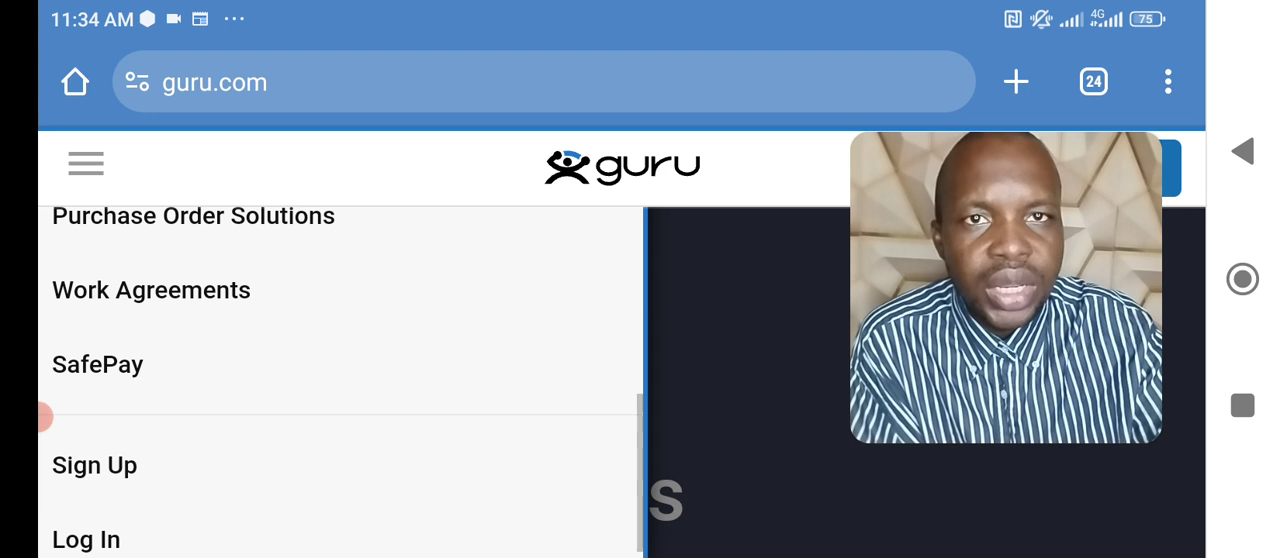 11:34 AM
4G
75
guru.com
24
guru
Purchase Order Solutions
Work Agreements
SafePay
Sign Up
Log In
s